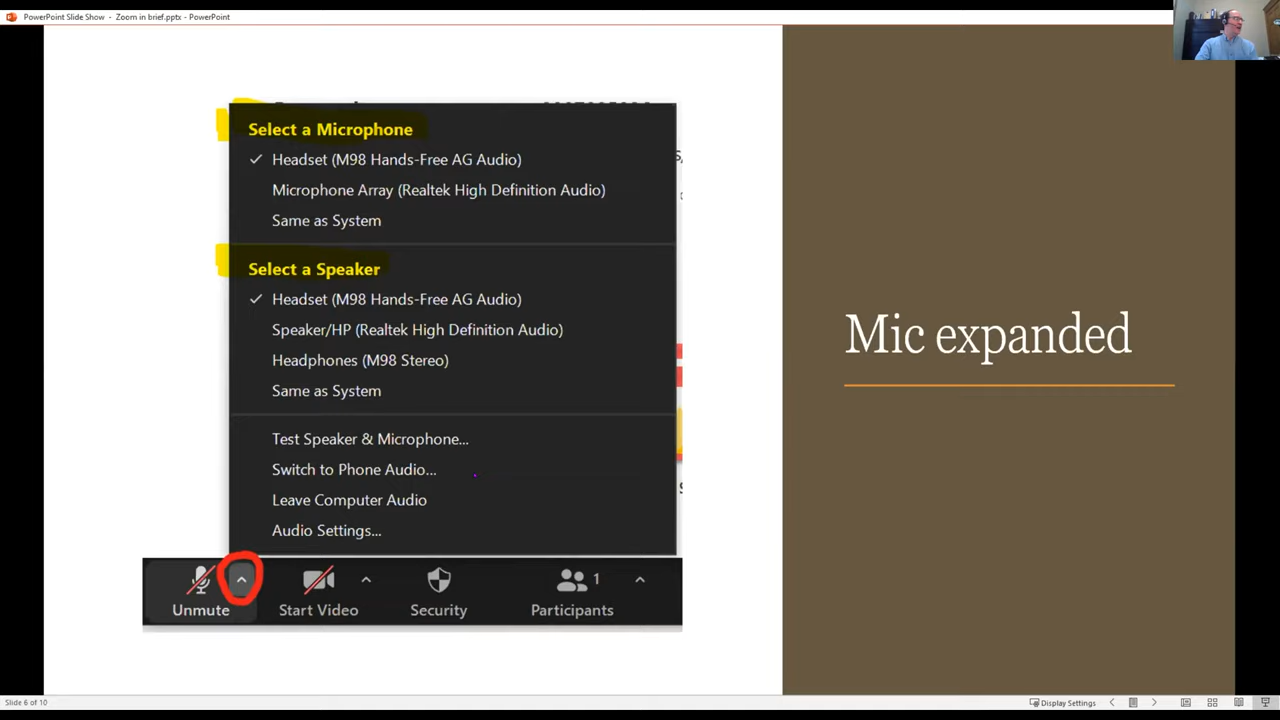 PowerPoint Slide Show - Zoom in brief.pptx - PowerPoint
Select a Microphone
Headset (M98 Hands-Free AG Audio)
Microphone Array (Realtek High Definition Audio)
Same as System
Select a Speaker
Headset (M98 Hands-Free AG Audio)
Speaker/HP (Realtek High Definition Audio)
Headphones (M98 Stereo)
Same as System
Test Speaker & Microphone...
Switch to Phone Audio...
Leave Computer Audio
Audio Settings...
1
Unmute
Start Video
Security
Participants
Mic expanded
Slide 6 of 10
Display Settings